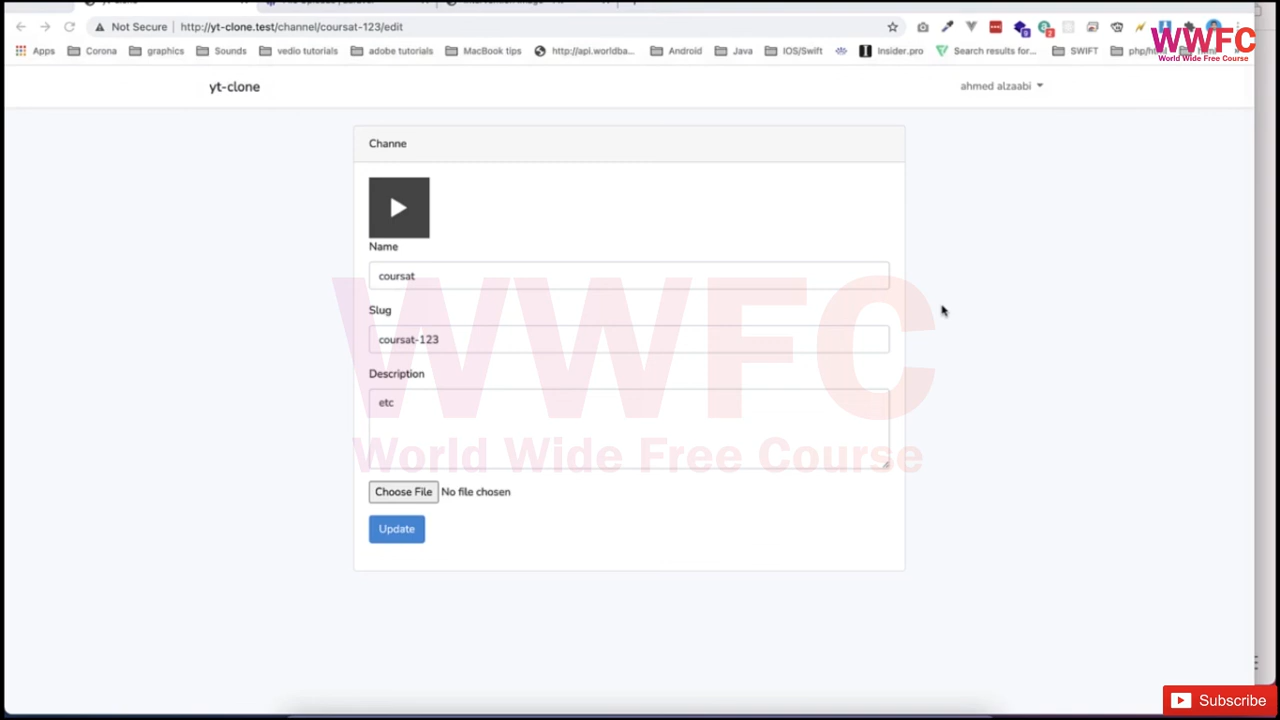 Not Secure
http://yt-clone.test/channel/coursat-123/edit
Apps
Corona
graphics
Sounds
vedio tutorials
adobe tutorials
MacBook tips
http://api.worldba...
Android
Java
IOS/Swift
Insider.pro
Search results for...
SWIFT
WWFC
World Wide Free Course
yt-clone
ahmed alzaabi
Channe
Name
coursat
Slug
coursat-123
Description
etc
WWFC
World Wide Free Course
Choose File No file chosen
Update
Subscribe